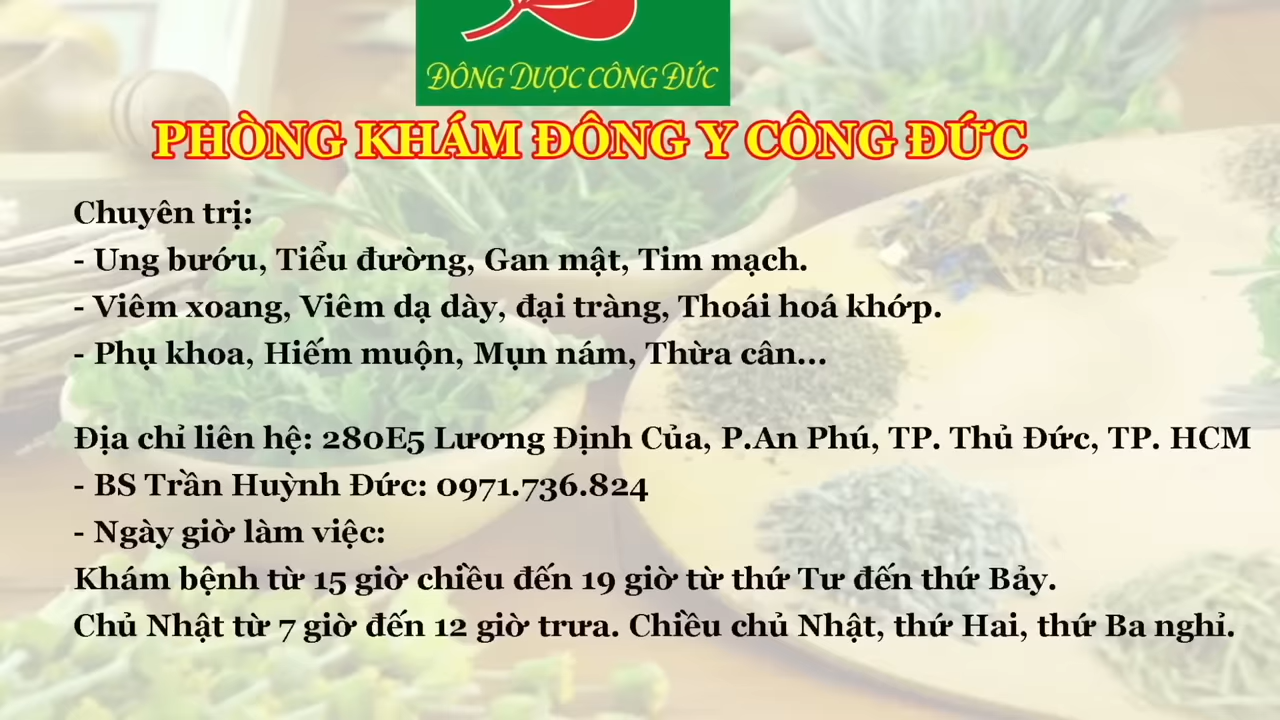 ĐÔNG DƯỢC CÔNG ĐỨC
PHÒNG KHÁM ĐÔNG Y CÔNG ĐỨC
Chuyên trị:
- Ung bướu, Tiểu đường, Gan mật, Tim mạch.
- Viêm xoang, Viêm dạ dày, đại tràng, Thoái hoá khớp.
- Phụ khoa, Hiếm muộn, Mụn nám, Thừa cân...
Địa chỉ liên hệ: 280E5 Lương Định Của, P.An Phú, TP. Thủ Đức, TP. HCM
- BS Trần Huỳnh Đức: 0971.736.824
- Ngày giờ làm việc:
Khám bệnh từ 15 giờ chiều đến 19 giờ từ thứ Tư đến thứ Bảy.
Chủ Nhật từ 7 giờ đến 12 giờ trưa. Chiều chủ Nhật, thứ Hai, thứ Ba nghỉ.